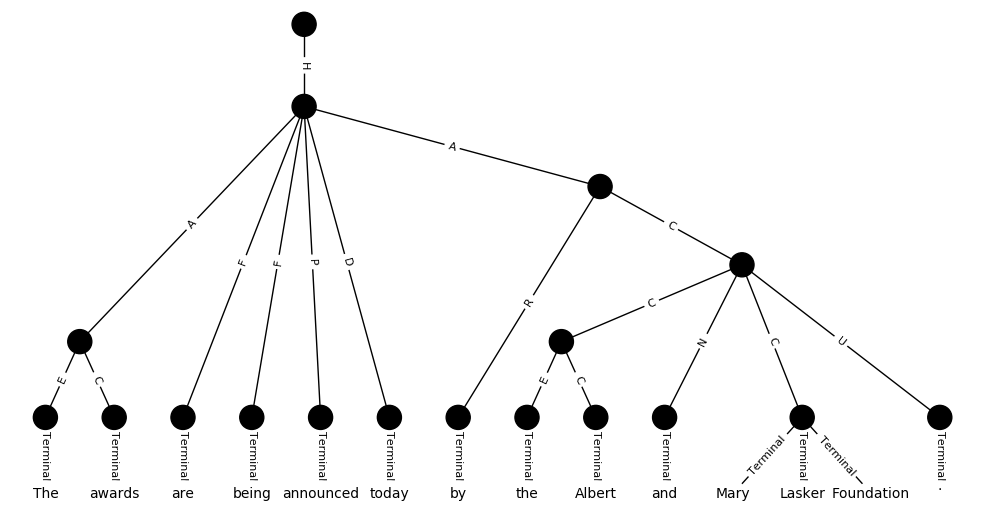 H
A
A
C
F
F
P
D
R
C
N
C
U
E
C
E
C
Terminal Terminal Terminal Terminal Terminal Terminal Terminal Terminal Terminal Terminal Terminal Terminal Terminal Terminal
The awards are being announced today by the Albert and Mary Lasker Foundation .